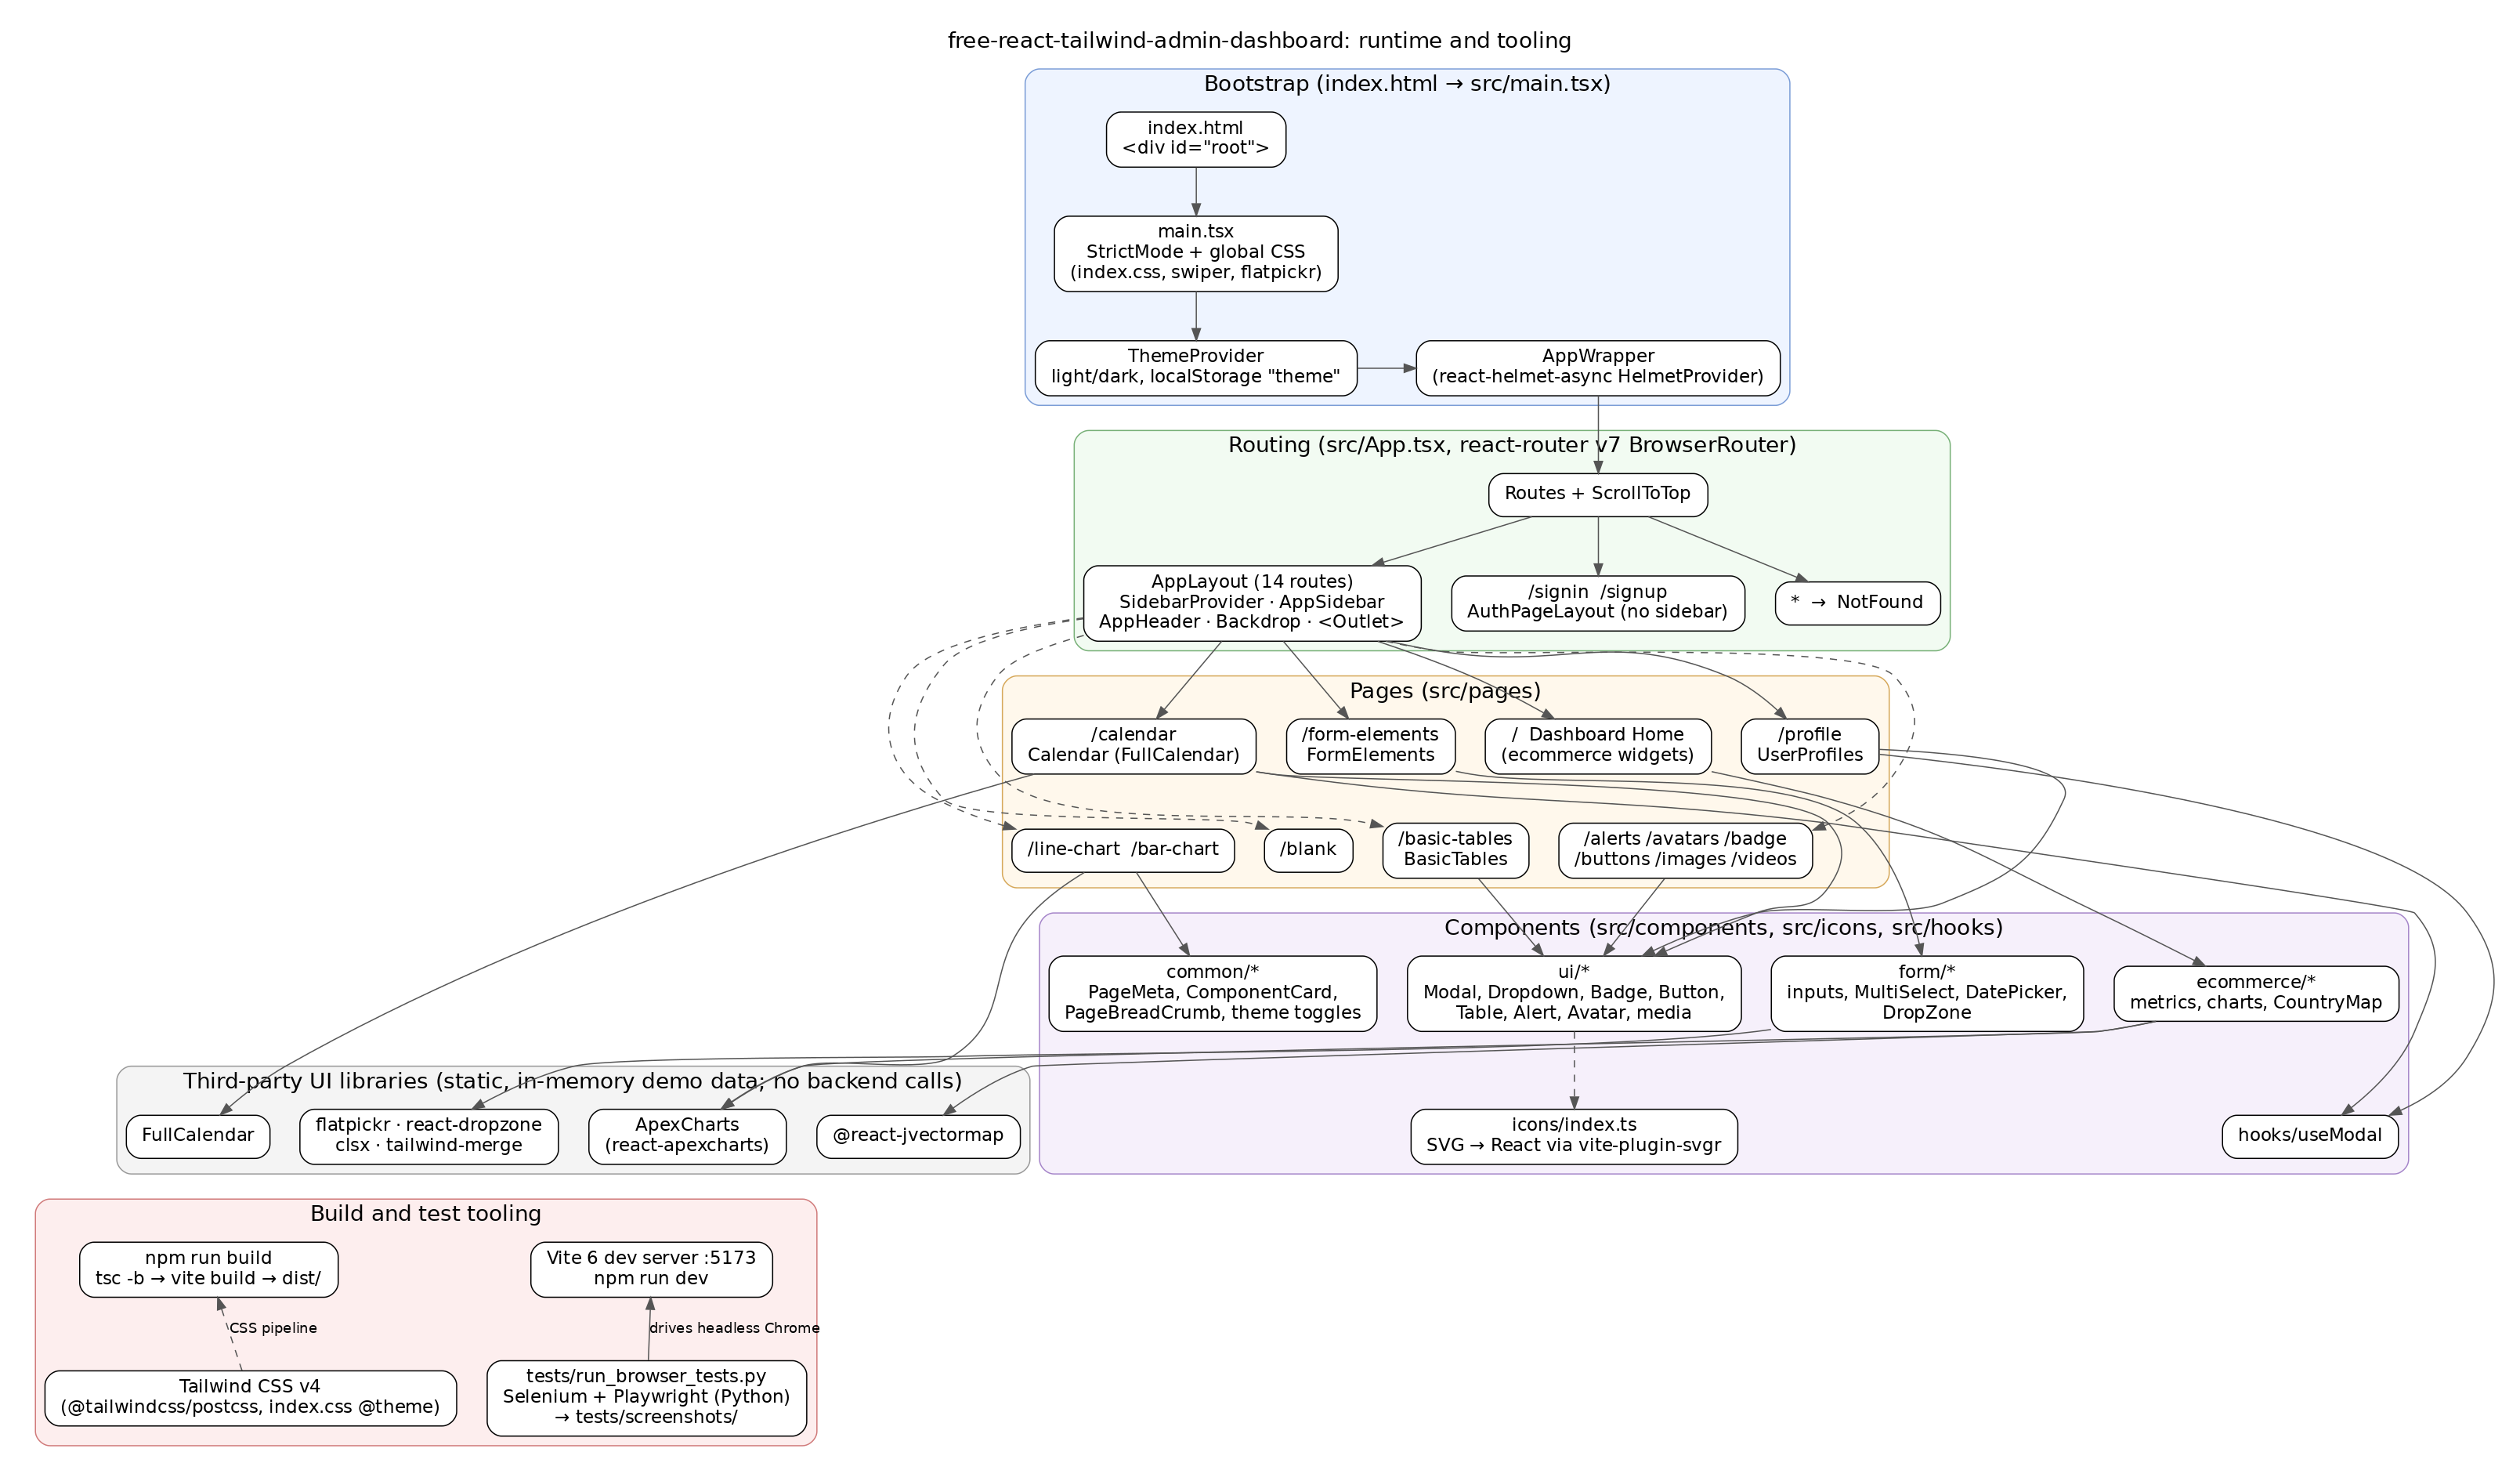 free-react-tailwind-admin-dashboard: runtime and tooling
Bootstrap (index.html → src/main.tsx)
index.html
<div id="root">
main.tsx
StrictMode + global CSS
(index.css, swiper, flatpickr)
ThemeProvider
light/dark, localStorage "theme"
AppWrapper
(react-helmet-async HelmetProvider)
Routing (src/App.tsx, react-router v7 BrowserRouter)
Routes + ScrollToTop
AppLayout (14 routes)
SidebarProvider · AppSidebar
AppHeader · Backdrop · <Outlet>
/signin  /signup
AuthPageLayout (no sidebar)
*  →  NotFound
Pages (src/pages)
/calendar
Calendar (FullCalendar)
/form-elements
FormElements
/  Dashboard Home
(ecommerce widgets)
/profile
UserProfiles
/line-chart  /bar-chart
/blank
/basic-tables
BasicTables
/alerts /avatars /badge
/buttons /images /videos
Components (src/components, src/icons, src/hooks)
common/*
PageMeta, ComponentCard,
PageBreadCrumb, theme toggles
ui/*
Modal, Dropdown, Badge, Button,
Table, Alert, Avatar, media
form/*
inputs, MultiSelect, DatePicker,
DropZone
ecommerce/*
metrics, charts, CountryMap
icons/index.ts
SVG → React via vite-plugin-svgr
hooks/useModal
Third-party UI libraries (static, in-memory demo data; no backend calls)
FullCalendar
flatpickr · react-dropzone
clsx · tailwind-merge
ApexCharts
(react-apexcharts)
@react-jvectormap
Build and test tooling
npm run build
tsc -b → vite build → dist/
Vite 6 dev server :5173
npm run dev
CSS pipeline
drives headless Chrome
Tailwind CSS v4
(@tailwindcss/postcss, index.css @theme)
tests/run_browser_tests.py
Selenium + Playwright (Python)
→ tests/screenshots/